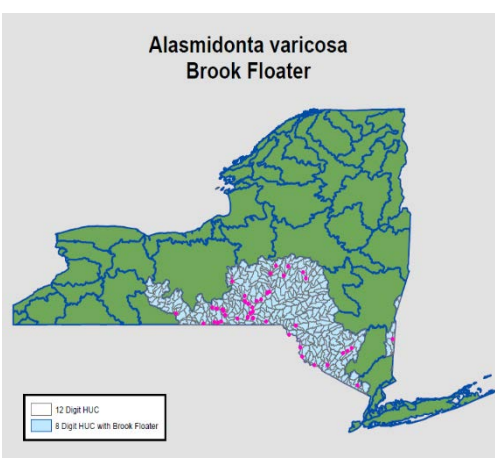 Alasmidonta varicosa
Brook Floater
12 Digit HUC
8 Digit HUC with Brook Floater